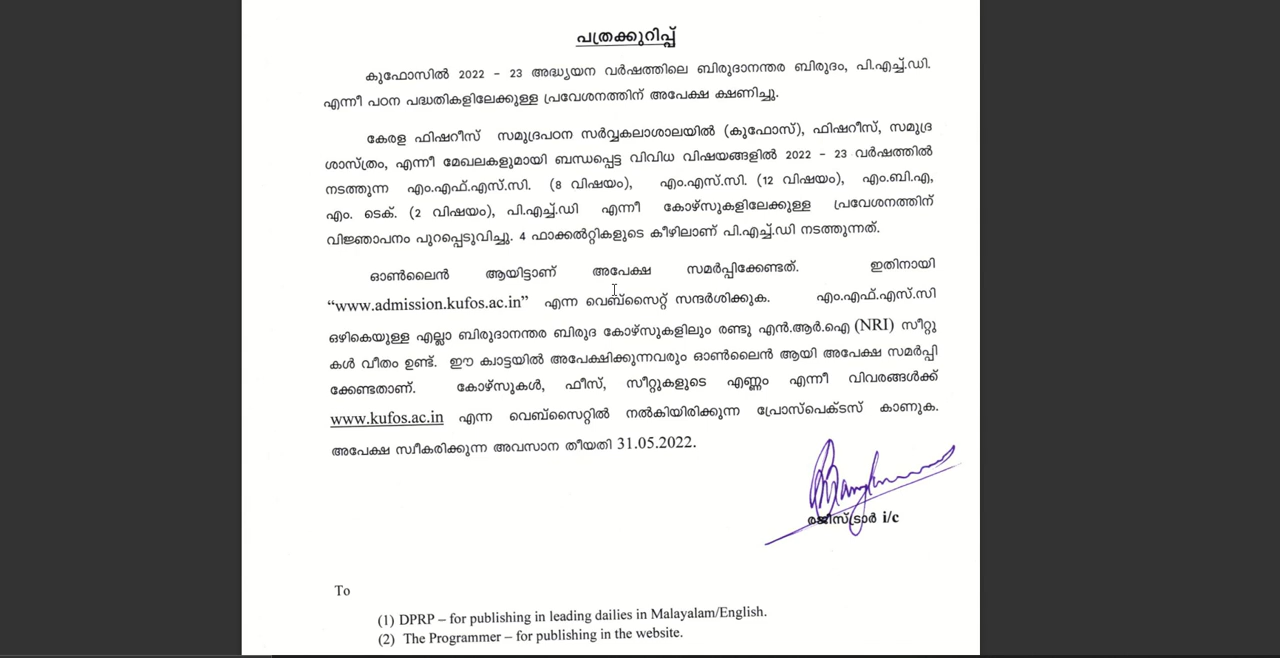 പത്രക്കുറിപ്പ്
കുഫോസിൽ 2022 - 23 അദ്ധ്യയന വർഷത്തിലെ ബിരുദാനന്തര ബിരുദം, പി.എച്ച്.ഡി.
എന്നീ പഠന പദ്ധതികളിലേക്കുള്ള പ്രവേശനത്തിന് അപേക്ഷ ക്ഷണിച്ചു.
കേരള ഫിഷറീസ് സമുദ്രപഠന സർവ്വകലാശാലയിൽ (കുഫോസ്), ഫിഷറീസ്, സമുദ്ര
ശാസ്ത്രം, എന്നീ മേഖലകളുമായി ബന്ധപ്പെട്ട വിവിധ വിഷയങ്ങളിൽ 2022 - 23 വർഷത്തിൽ
നടത്തുന്ന എം.എഫ്.എസ്.സി. (8 വിഷയം), എം.എസ്.സി. (12 വിഷയം), എം.ബി.എ,
എം. ടെക്. (2 വിഷയം), പി.എച്ച്.ഡി എന്നീ കോഴ്സുകളിലേക്കുള്ള പ്രവേശനത്തിന്
വിജ്ഞാപനം പുറപ്പെടുവിച്ചു. 4 ഫാക്കൽറ്റികളുടെ കീഴിലാണ് പി.എച്ച്.ഡി നടത്തുന്നത്.
ഓൺലൈൻ ആയിട്ടാണ് അപേക്ഷ സമർപ്പിക്കേണ്ടത്. ഇതിനായി
“www.admission.kufos.ac.in” എന്ന വെബ്സൈറ്റ് സന്ദർശിക്കുക. എം.എഫ്.എസ്.സി
ഒഴികെയുള്ള എല്ലാ ബിരുദാനന്തര ബിരുദ കോഴ്സുകളിലും രണ്ടു എൻ.ആർ.ഐ (NRI) സീറ്റു
കൾ വീതം ഉണ്ട്. ഈ ക്വാട്ടയിൽ അപേക്ഷിക്കുന്നവരും ഓൺലൈൻ ആയി അപേക്ഷ സമർപ്പി
ക്കേണ്ടതാണ്. കോഴ്സുകൾ, ഫീസ്, സീറ്റുകളുടെ എണ്ണം എന്നീ വിവരങ്ങൾക്ക്
www.kufos.ac.in എന്ന വെബ്സൈറ്റിൽ നൽകിയിരിക്കുന്ന പ്രോസ്പെക്ടസ് കാണുക.
അപേക്ഷ സ്വീകരിക്കുന്ന അവസാന തീയതി 31.05.2022.
രജീസ്ട്രാർ i/c
To
(1) DPRP – for publishing in leading dailies in Malayalam/English.
(2) The Programmer – for publishing in the website.